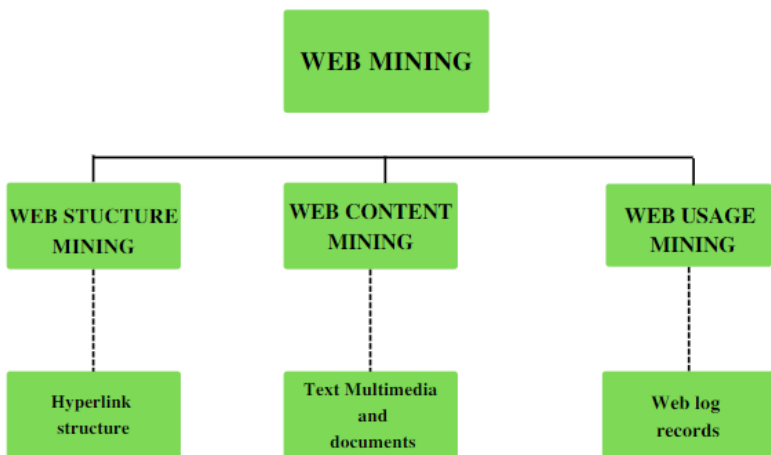 WEB MINING
WEB STUCTURE
MINING
WEB CONTENT
MINING
WEB USAGE
MINING
Hyperlink
structure
Text Multimedia
and
documents
Web log
records